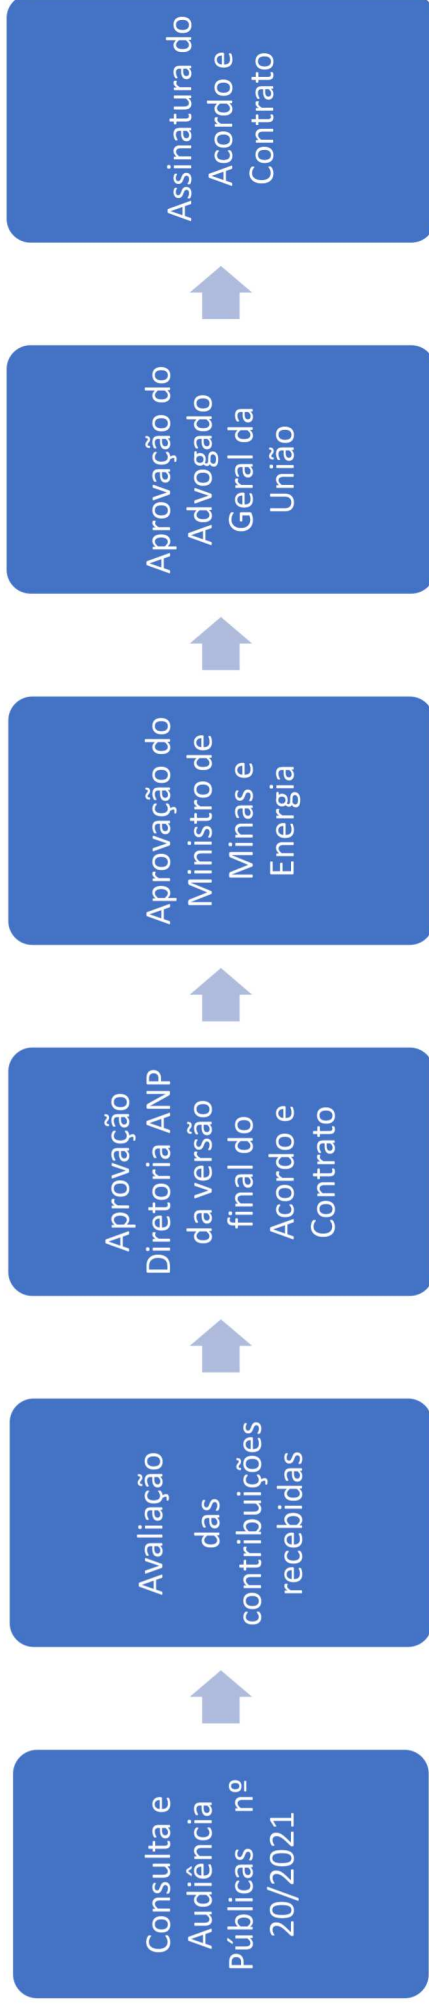 Consulta e
Audiência
Públicas nº
20/2021
Avaliação
das
contribuições
recebidas
Aprovação
Diretoria ANP
da versão
final do
Acordo e
Contrato
Aprovação do
Ministro de
Minas e
Energia
Aprovação do
Advogado
Geral da
União
Assinatura do
Acordo e
Contrato